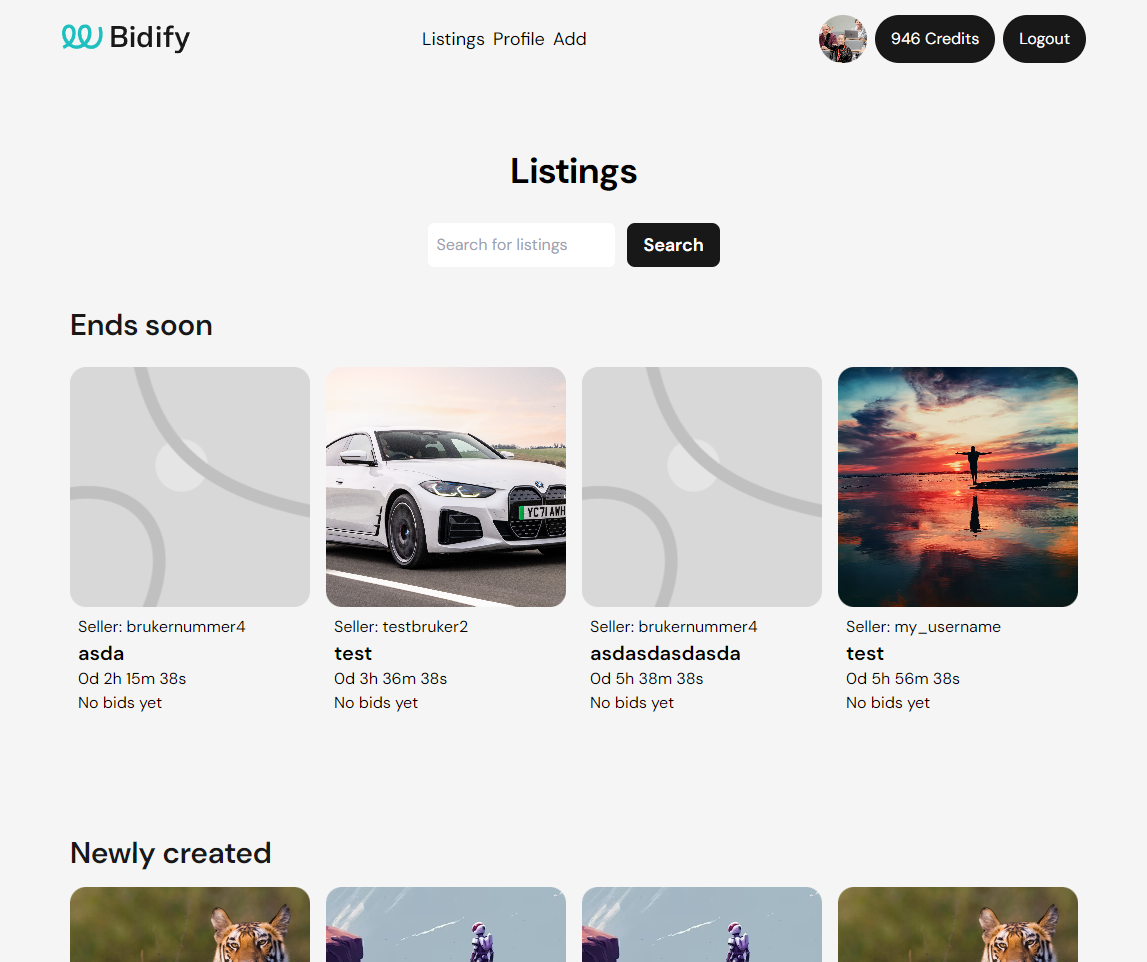 Bidify
Listings Profile Add
946 Credits
Logout
Listings
Search for listings
Search
Ends soon
YC71 AWH
Seller: brukernummer4
asda
0d 2h 15m 38s
No bids yet
Seller: testbruker2
test
0d 3h 36m 38s
No bids yet
Seller: brukernummer4
asdasdasdasda
0d 5h 38m 38s
No bids yet
Seller: my_username
test
0d 5h 56m 38s
No bids yet
Newly created